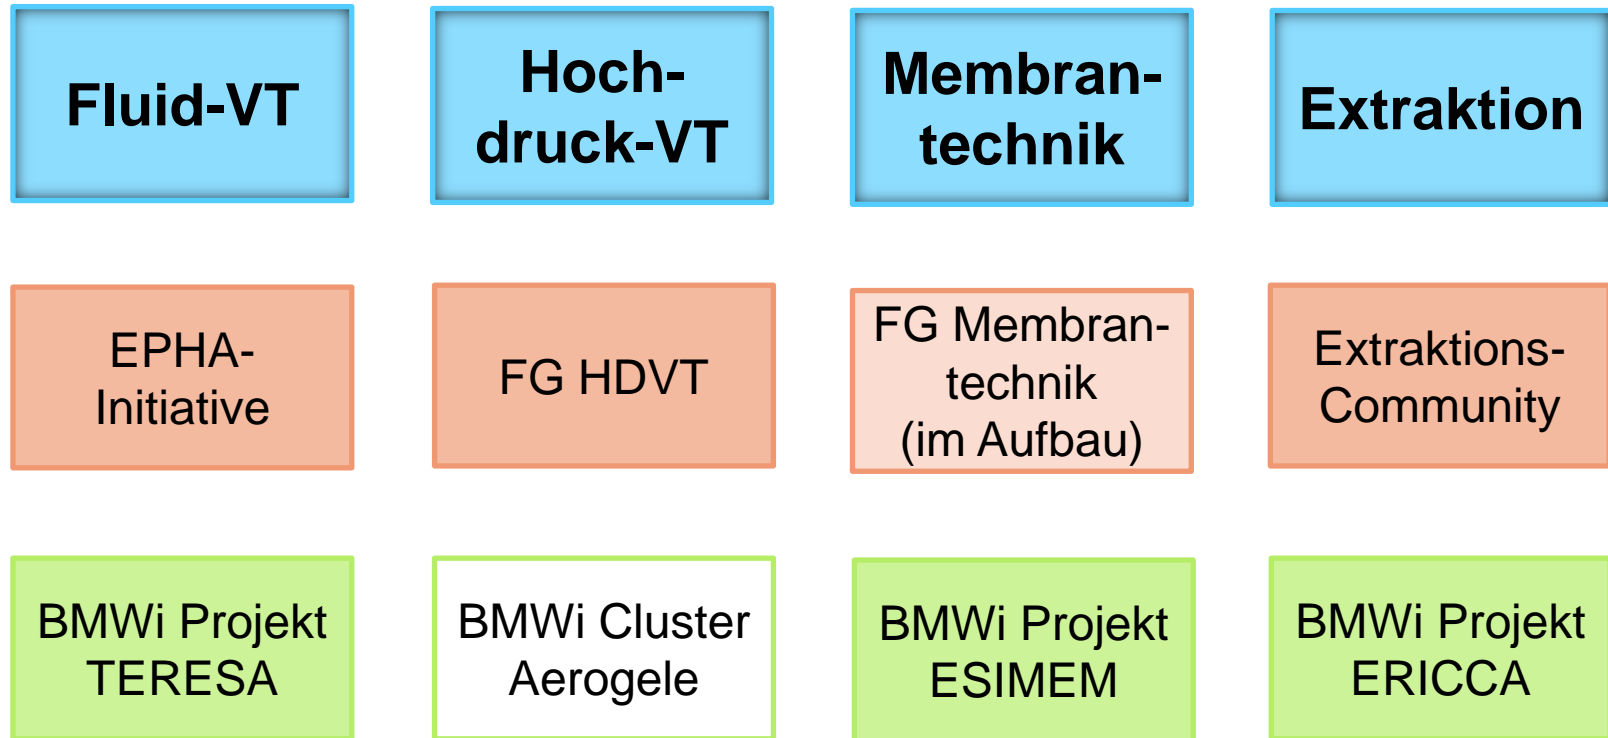 Fluid-VT
Hoch-
druck-VT
Membran-
technik
Extraktion
EPHA-
Initiative
FG HDVT
FG Membran-
technik
(im Aufbau)
Extraktions-
Community
BMWi Projekt
TERESA
BMWi Cluster
Aerogele
BMWi Projekt
ESIMEM
BMWi Projekt
ERICCA